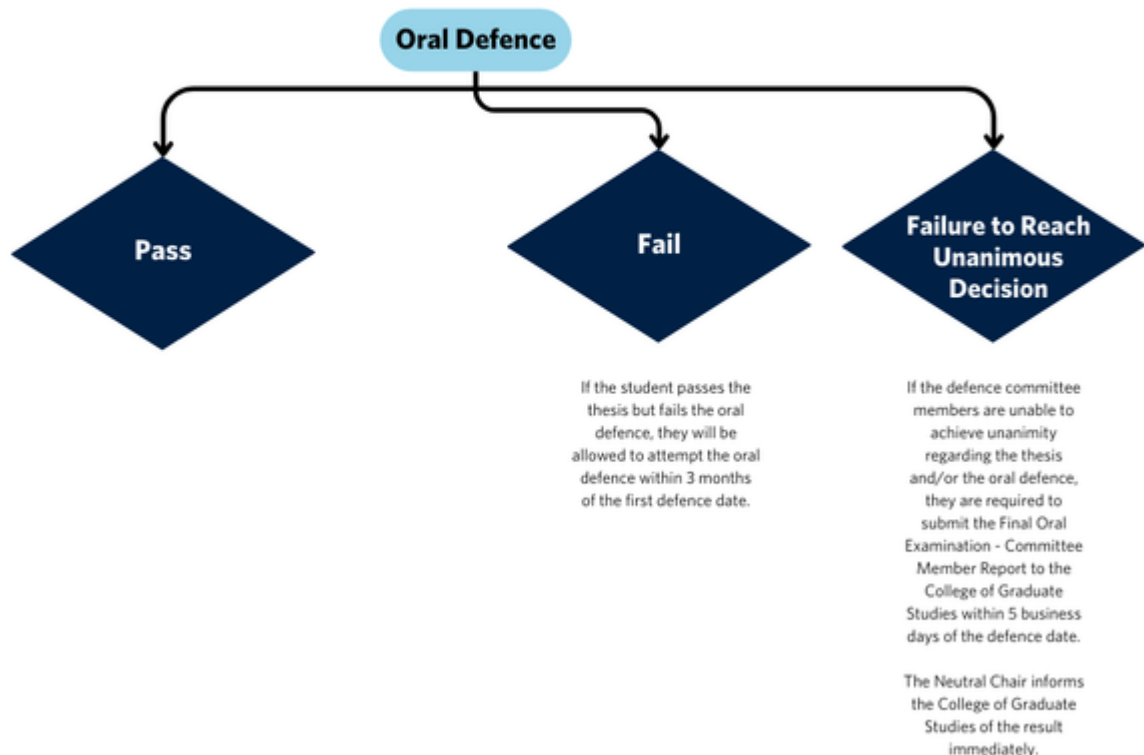 Oral Defence
Pass
Fail
Failure to Reach
Unanimous
Decision
If the student passes the
thesis but fails the oral
defence, they will be
allowed to attempt the oral
defence within 3 months
of the first defence date.
If the defence committee
members are unable to
achieve unanimity
regarding the thesis
and/or the oral defence,
they are required to
submit the Final Oral
Examination - Committee
Member Report to the
College of Graduate
Studies within 5 business
days of the defence date.
The Neutral Chair informs
the College of Graduate
Studies of the result
immediately.